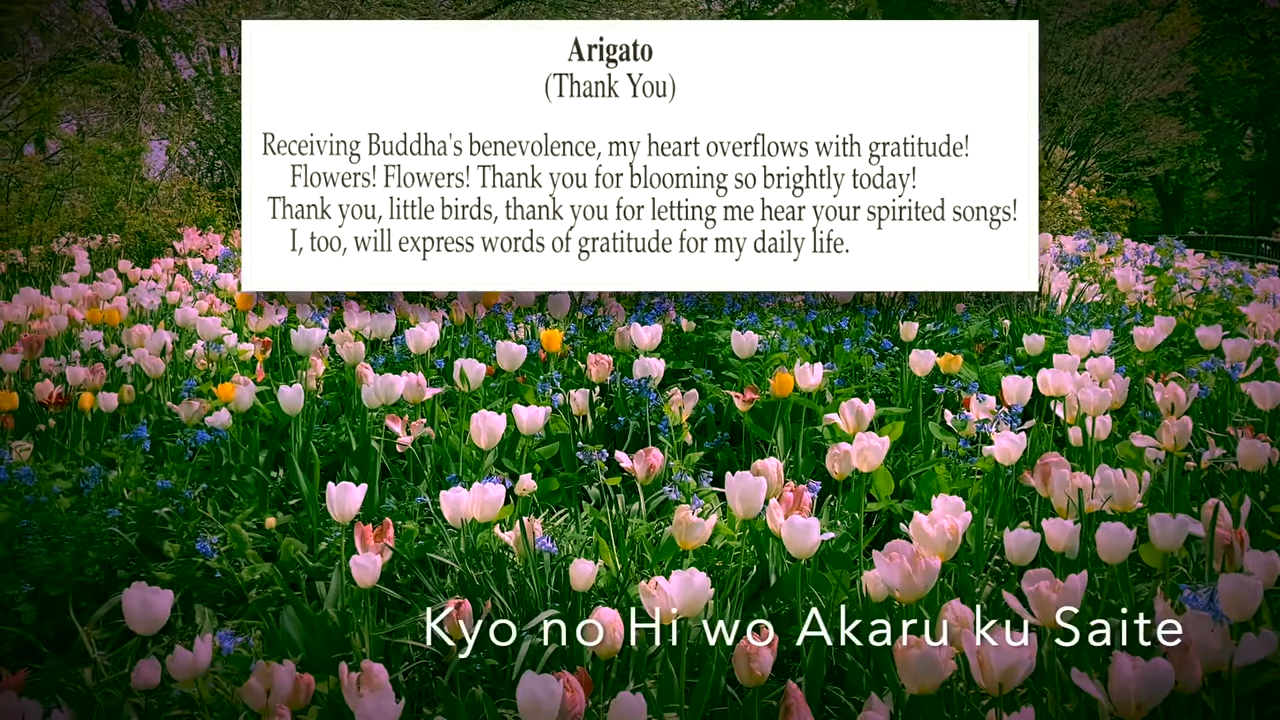 Arigato
(Thank You)
Receiving Buddha's benevolence, my heart overflows with gratitude!
Flowers! Flowers! Thank you for blooming so brightly today!
Thank you, little birds, thank you for letting me hear your spirited songs!
I, too, will express words of gratitude for my daily life.
Kyo no Hi wo Akaru ku Saite